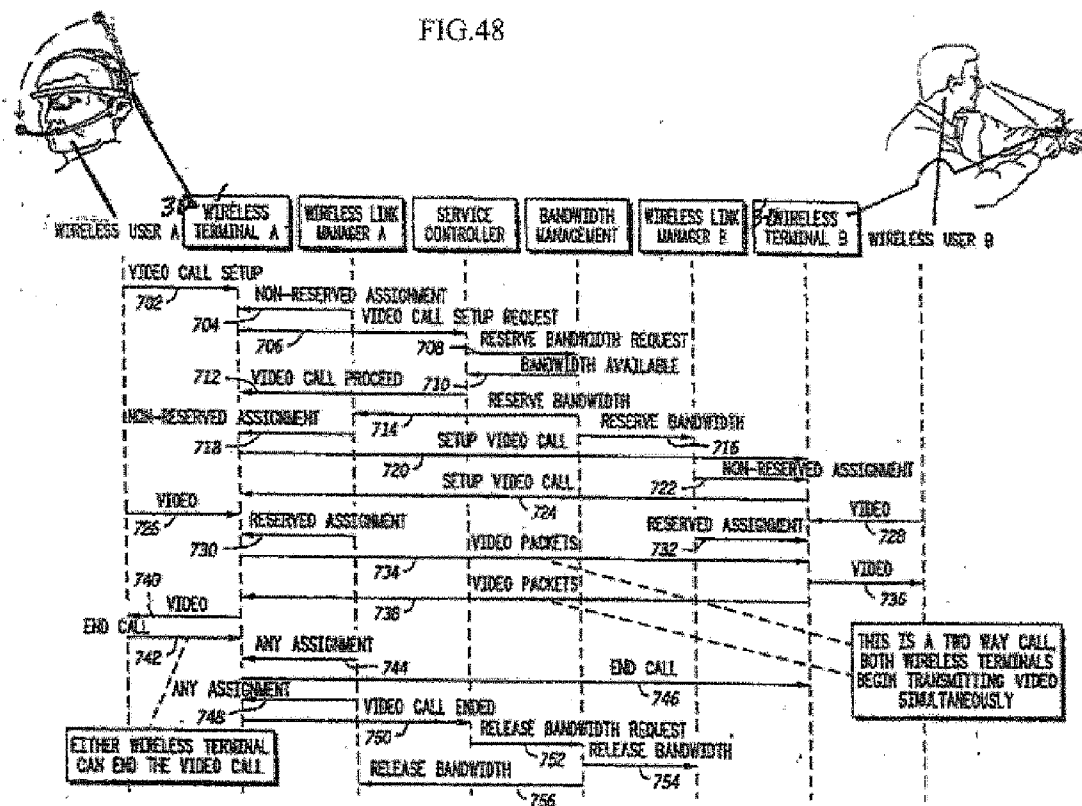 FIG.48
WIRELESS USER A
WIRELESS
TERMINAL A
WIRELESS LINK
MANAGER A
SERVICE
CONTROLLER
BANDWIDTH
MANAGEMENT
WIRELESS LINK
MANAGER B
WIRELESS
TERMINAL B
WIRELESS USER B
VIDEO CALL SETUP
702
NON-RESERVED ASSIGNMENT
704
VIDEO CALL SETUP REQUEST
706
RESERVE BANDWIDTH REQUEST
708
BANDWIDTH AVAILABLE
710
712
VIDEO CALL PROCEED
RESERVE BANDWIDTH
714
RESERVE BANDWIDTH
716
NON-RESERVED ASSIGNMENT
718
SETUP VIDEO CALL
720
NON-RESERVED ASSIGNMENT
722
SETUP VIDEO CALL
724
VIDEO
726
VIDEO
728
RESERVED ASSIGNMENT
730
RESERVED ASSIGNMENT
732
VIDEO PACKETS
734
VIDEO
736
VIDEO PACKETS
738
740
VIDEO
END CALL
742
ANY ASSIGNMENT
744
END CALL
746
THIS IS A TWO WAY CALL,
BOTH WIRELESS TERMINALS
BEGIN TRANSMITTING VIDEO
SIMULTANEOUSLY
ANY ASSIGNMENT
748
VIDEO CALL ENDED
750
RELEASE BANDWIDTH REQUEST
752
RELEASE BANDWIDTH
754
EITHER WIRELESS TERMINAL
CAN END THE VIDEO CALL
RELEASE BANDWIDTH
756